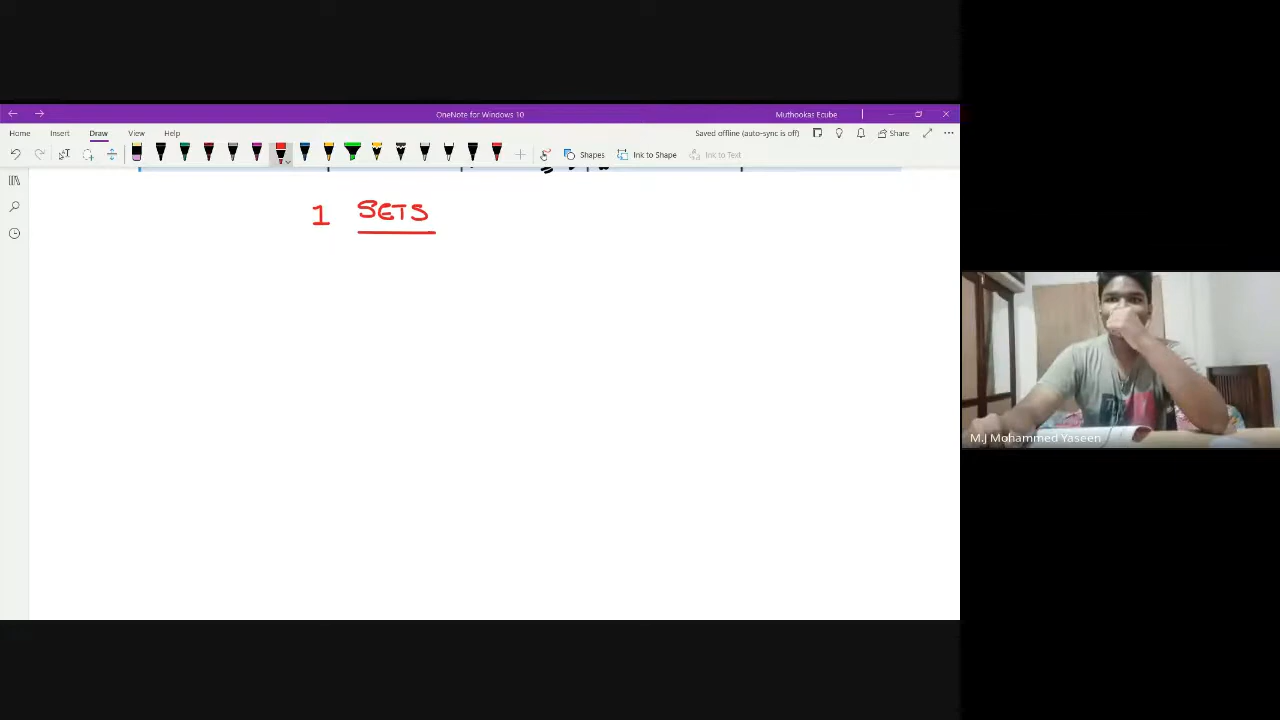 OneNote for Windows 10
Muthookas Ecube
Home Insert Draw View Help
Saved offline (auto-sync is off)
Share
Shapes
Ink to Shape
Ink to Text
1 SETS
M.J Mohammed Yaseen